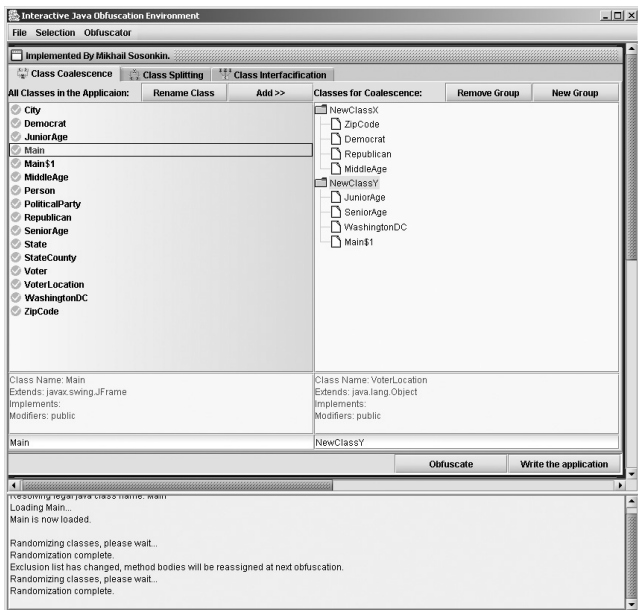 Interactive Java Obfuscation Environment
File Selection Obfuscator
Implemented By Mikhail Sosonkin.
Class Coalescence Class Splitting Class Interfacification
All Classes in the Applicaion: Rename Class Add >> Classes for Coalescence: Remove Group New Group
City
Democrat
JuniorAge
Main
Main$1
MiddleAge
Person
PoliticalParty
Republican
SeniorAge
State
StateCounty
Voter
VoterLocation
WashingtonDC
ZipCode
NewClassX
ZipCode
Democrat
Republican
MiddleAge
NewClassY
JuniorAge
SeniorAge
WashingtonDC
Main$1
Class Name: Main
Extends: javax.swing.JFrame
Implements:
Modifiers: public
Class Name: VoterLocation
Extends: java.lang.Object
Implements:
Modifiers: public
Main
NewClassY
Obfuscate Write the application
Resolving legal java class name: Main
Loading Main...
Main is now loaded.
Randomizing classes, please wait...
Randomization complete.
Exclusion list has changed, method bodies will be reassigned at next obfuscation.
Randomizing classes, please wait...
Randomization complete.